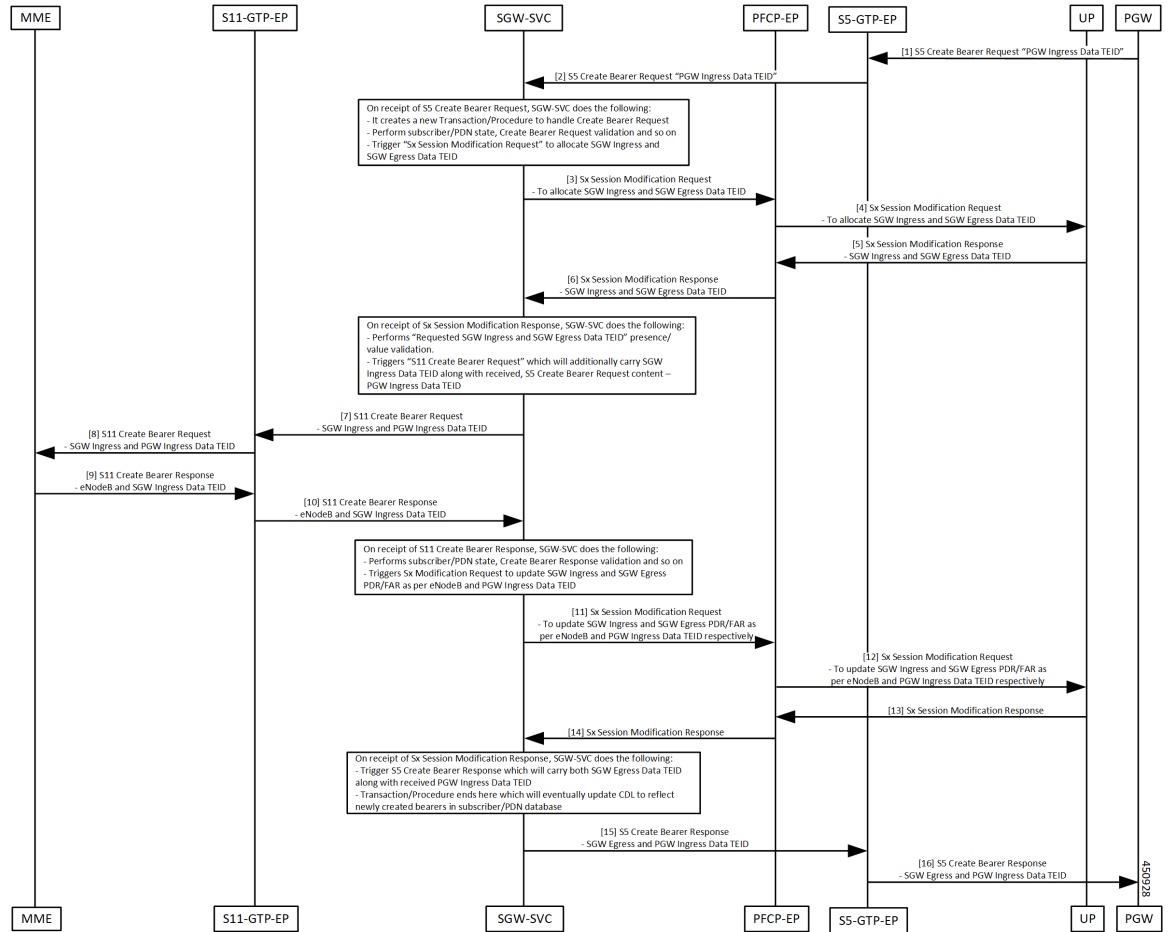 MME
S11-GTP-EP
SGW-SVC
PFCP-EP
S5-GTP-EP
UP
PGW
[1] S5 Create Bearer Request “PGW Ingress Data TEID”
[2] S5 Create Bearer Request “PGW Ingress Data TEID”
On receipt of S5 Create Bearer Request, SGW-SVC does the following:
- It creates a new Transaction/Procedure to handle Create Bearer Request
- Perform subscriber/PDN state, Create Bearer Request validation and so on
- Trigger “Sx Session Modification Request” to allocate SGW Ingress and
SGW Egress Data TEID
[3] Sx Session Modification Request
- To allocate SGW Ingress and SGW Egress Data TEID
[4] Sx Session Modification Request
- To allocate SGW Ingress and SGW Egress Data TEID
[5] Sx Session Modification Response
- SGW Ingress and SGW Egress Data TEID
[6] Sx Session Modification Response
- SGW Ingress and SGW Egress Data TEID
On receipt of Sx Session Modification Response, SGW-SVC does the following:
- Performs “Requested SGW Ingress and SGW Egress Data TEID” presence/
value validation.
- Triggers “S11 Create Bearer Request” which will additionally carry SGW
Ingress Data TEID along with received, S5 Create Bearer Request content –
PGW Ingress Data TEID
[7] S11 Create Bearer Request
- SGW Ingress and PGW Ingress Data TEID
[8] S11 Create Bearer Request
- SGW Ingress and PGW Ingress Data TEID
[9] S11 Create Bearer Response
- eNodeB and SGW Ingress Data TEID
[10] S11 Create Bearer Response
- eNodeB and SGW Ingress Data TEID
On receipt of S11 Create Bearer Response, SGW-SVC does the following:
- Performs subscriber/PDN state, Create Bearer Response validation and so on
- Triggers Sx Modification Request to update SGW Ingress and SGW Egress
PDR/FAR as per eNodeB and PGW Ingress Data TEID
[11] Sx Session Modification Request
- To update SGW Ingress and SGW Egress PDR/FAR as
per eNodeB and PGW Ingress Data TEID respectively
[12] Sx Session Modification Request
- To update SGW Ingress and SGW Egress PDR/FAR as
per eNodeB and PGW Ingress Data TEID respectively
[13] Sx Session Modification Response
[14] Sx Session Modification Response
On receipt of Sx Session Modification Response, SGW-SVC does the following:
- Trigger S5 Create Bearer Response which will carry both SGW Egress Data TEID
along with received PGW Ingress Data TEID
- Transaction/Procedure ends here which will eventually update CDL to reflect
newly created bearers in subscriber/PDN database
[15] S5 Create Bearer Response
- SGW Egress and PGW Ingress Data TEID
[16] S5 Create Bearer Response
- SGW Egress and PGW Ingress Data TEID
450928
MME
S11-GTP-EP
SGW-SVC
PFCP-EP
S5-GTP-EP
UP
PGW